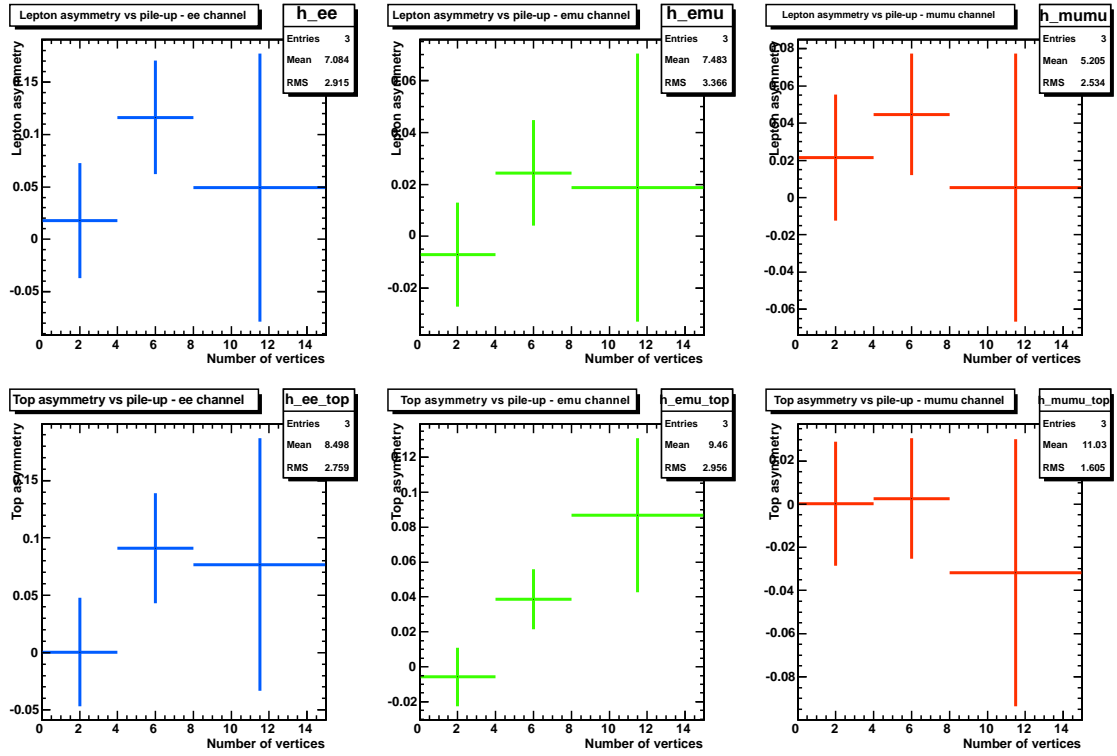 Lepton asymmetry vs pile-up - ee channel
h_ee
Entries 3
Mean 7.084
RMS 2.915
Lepton asymmetry
0.15
0.1
0.05
0
-0.05
0 2 4 6 8 10 12 14
Number of vertices
Lepton asymmetry vs pile-up - emu channel
h_emu
Entries 3
Mean 7.483
RMS 3.366
Lepton asymmetry
0.06
0.04
0.02
0
-0.02
0 2 4 6 8 10 12 14
Number of vertices
Lepton asymmetry vs pile-up - mumu channel
h_mumu
Entries 3
Mean 5.205
RMS 2.534
Lepton asymmetry
0.08
0.06
0.04
0.02
0
-0.02
-0.04
-0.06
0 2 4 6 8 10 12 14
Number of vertices
Top asymmetry vs pile-up - ee channel
h_ee_top
Entries 3
Mean 8.498
RMS 2.759
Top asymmetry
0.15
0.1
0.05
0
-0.05
0 2 4 6 8 10 12 14
Number of vertices
Top asymmetry vs pile-up - emu channel
h_emu_top
Entries 3
Mean 9.46
RMS 2.956
Top asymmetry
0.12
0.1
0.08
0.06
0.04
0.02
0
-0.02
0 2 4 6 8 10 12 14
Number of vertices
Top asymmetry vs pile-up - mumu channel
h_mumu_top
Entries 3
Mean 11.03
RMS 1.605
Top asymmetry
0.02
0
-0.02
-0.04
-0.06
-0.08
0 2 4 6 8 10 12 14
Number of vertices